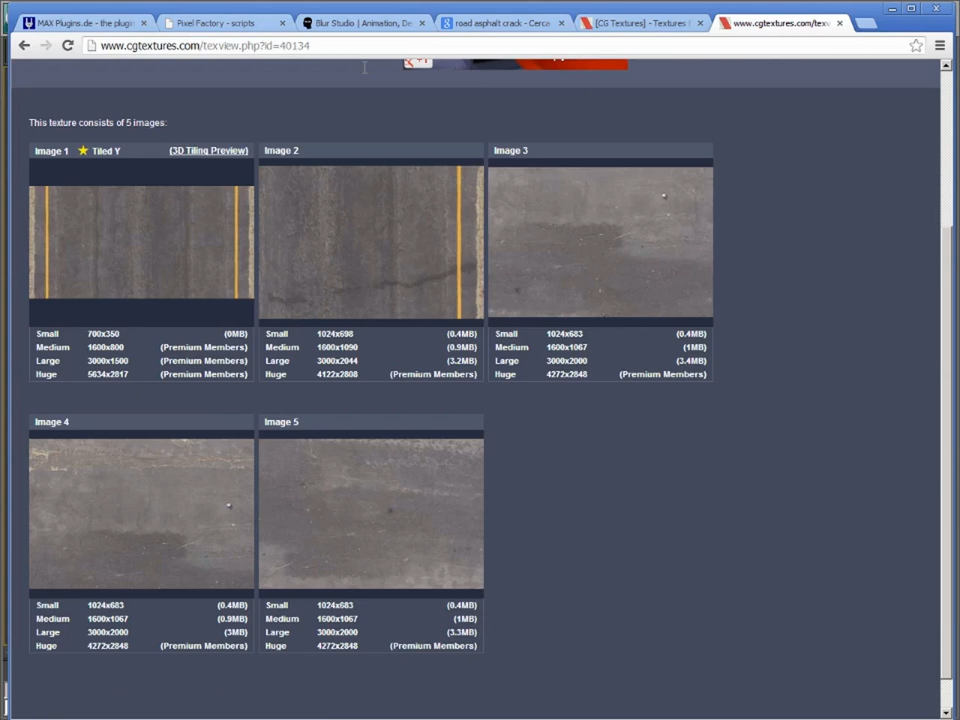 MAX Plugins.de - the plugin
Pixel Factory - scripts
Blur Studio | Animation, De
road asphalt crack - Cerca
[CG Textures] - Textures
www.cgtextures.com/texv
www.cgtextures.com/texview.php?id=40134
+1
This texture consists of 5 images:
Image 1 Tiled Y (3D Tiling Preview)
Image 2
Image 3
Small 700x350 (0MB)
Medium 1600x800 (Premium Members)
Large 3000x1500 (Premium Members)
Huge 5634x2817 (Premium Members)
Small 1024x698 (0.4MB)
Medium 1600x1090 (0.9MB)
Large 3000x2044 (3.2MB)
Huge 4122x2808 (Premium Members)
Small 1024x683 (0.4MB)
Medium 1600x1067 (1MB)
Large 3000x2000 (3.4MB)
Huge 4272x2848 (Premium Members)
Image 4
Image 5
Small 1024x683 (0.4MB)
Medium 1600x1067 (0.9MB)
Large 3000x2000 (3MB)
Huge 4272x2848 (Premium Members)
Small 1024x683 (0.4MB)
Medium 1600x1067 (1MB)
Large 3000x2000 (3.3MB)
Huge 4272x2848 (Premium Members)